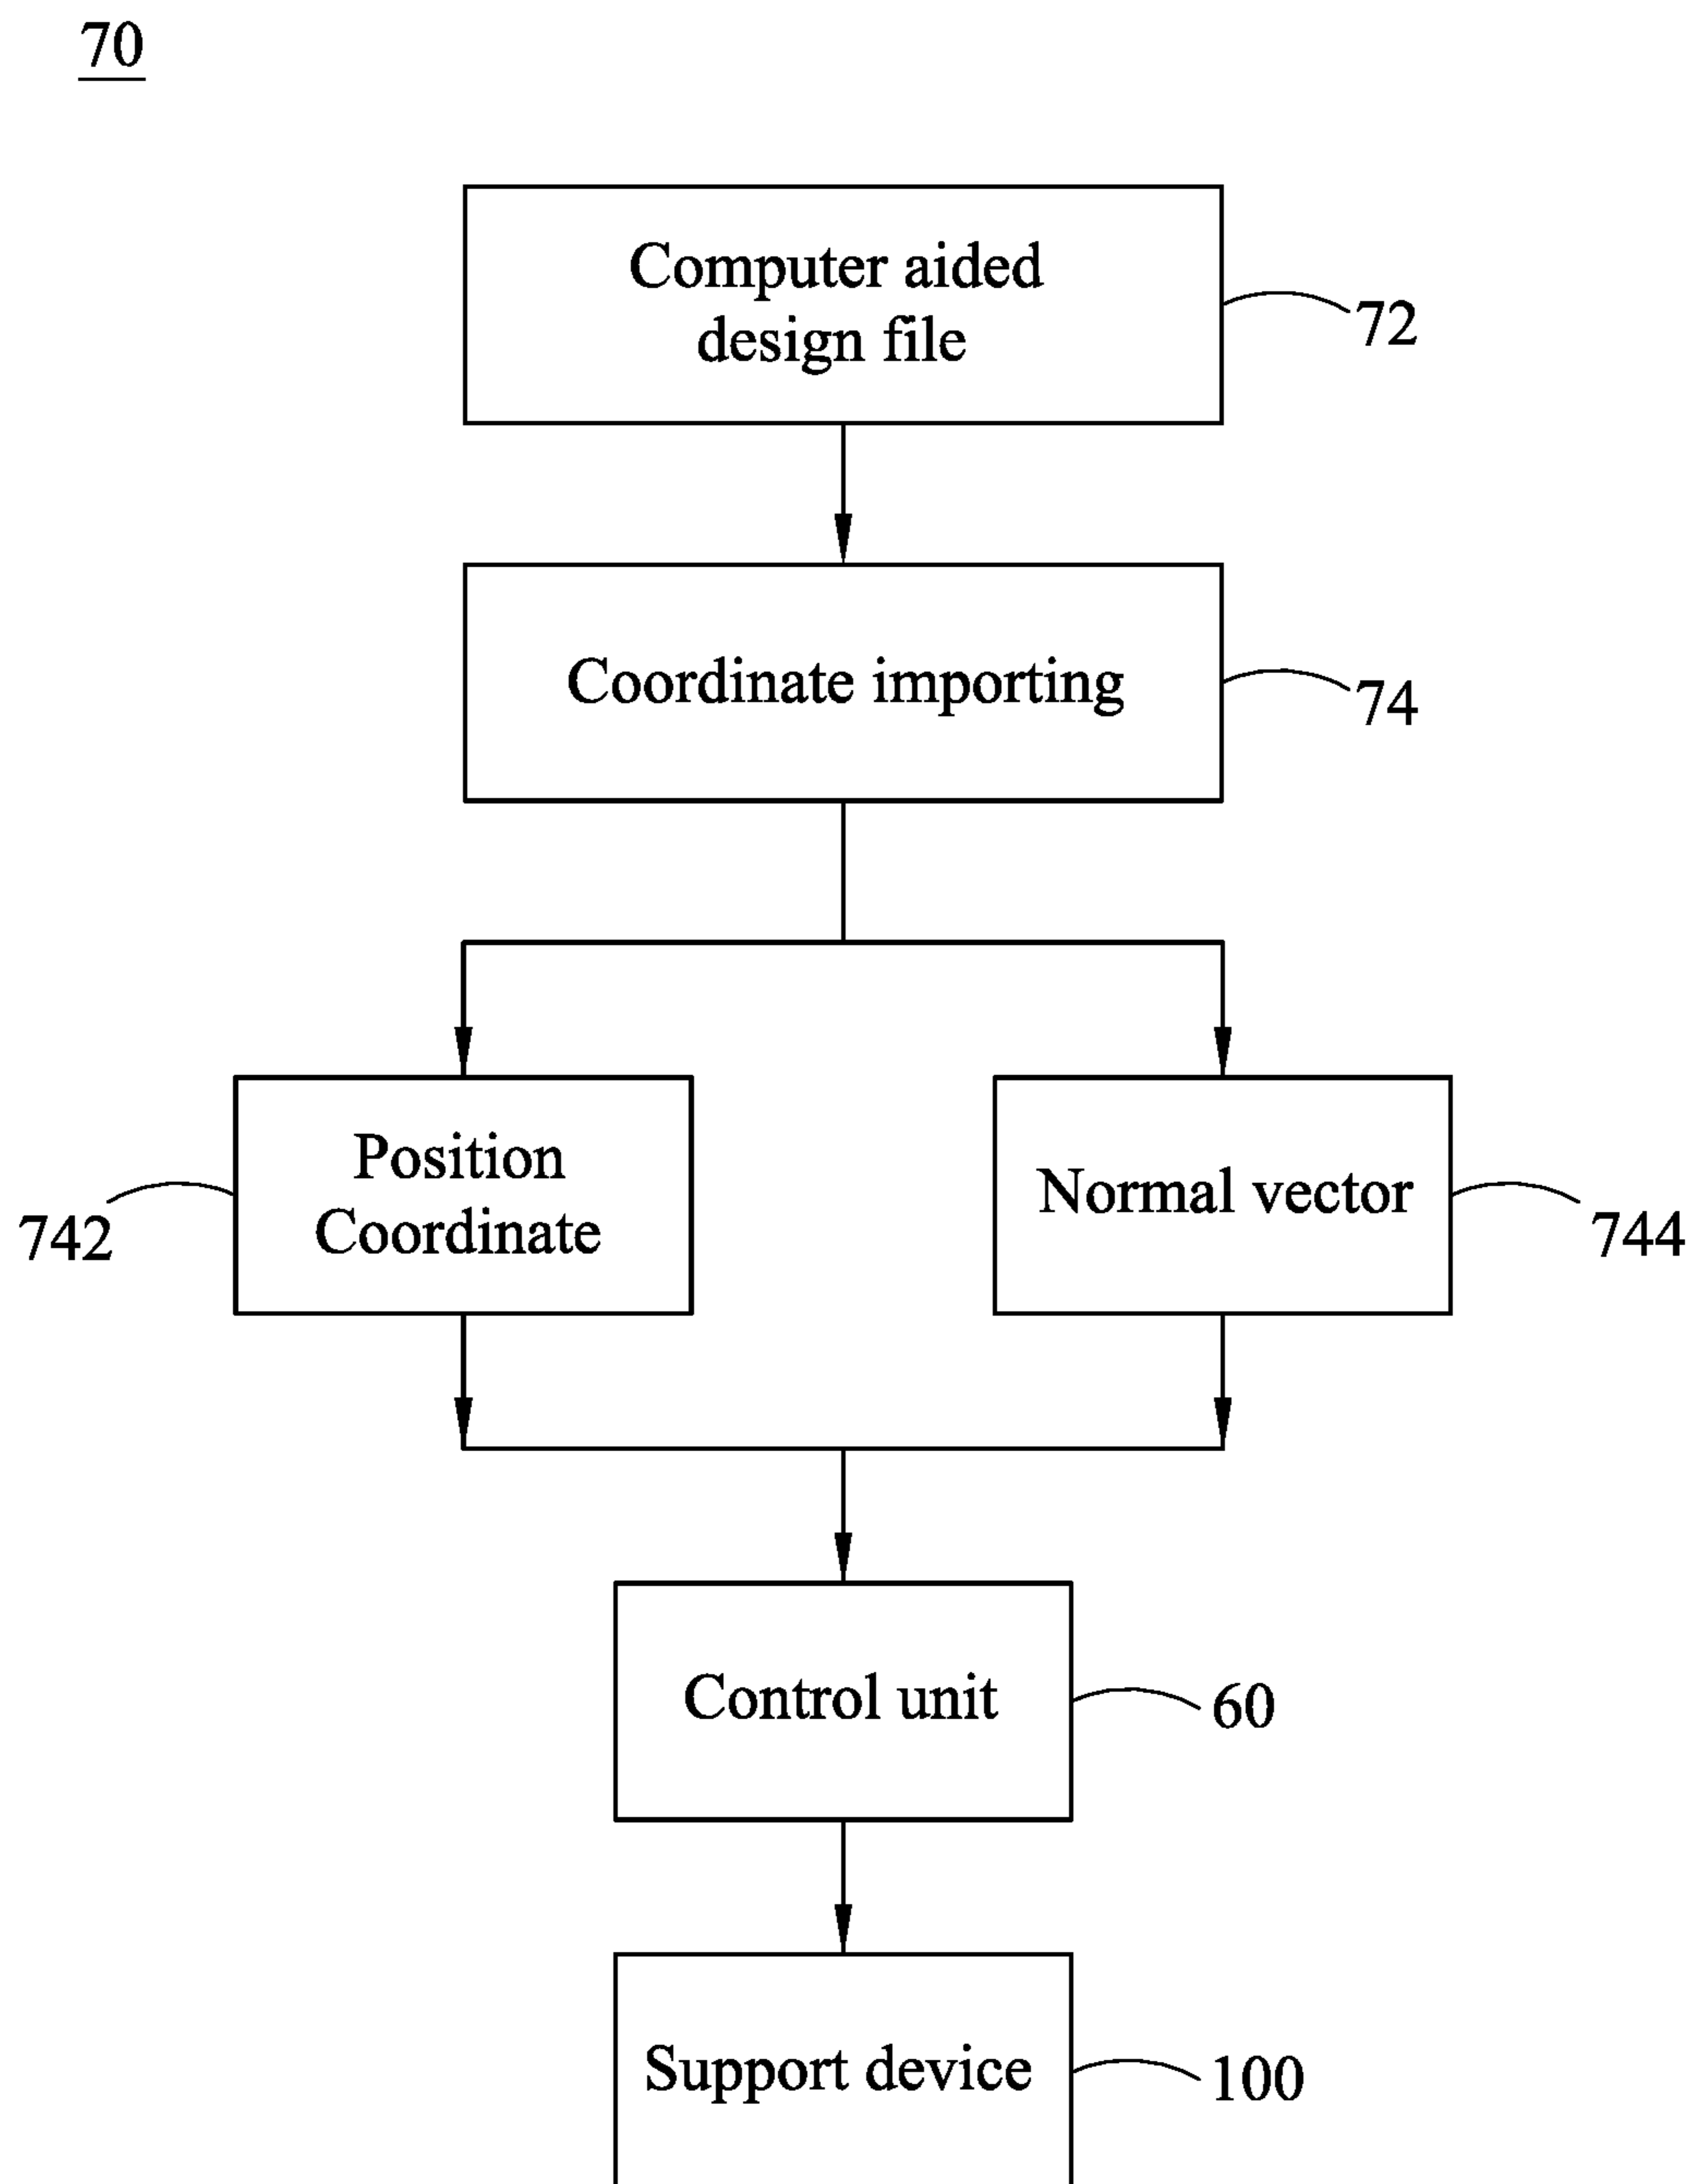 70
Computer aided
design file
72
Coordinate importing
74
Position
Coordinate
742
Normal vector
744
Control unit
60
Support device
100